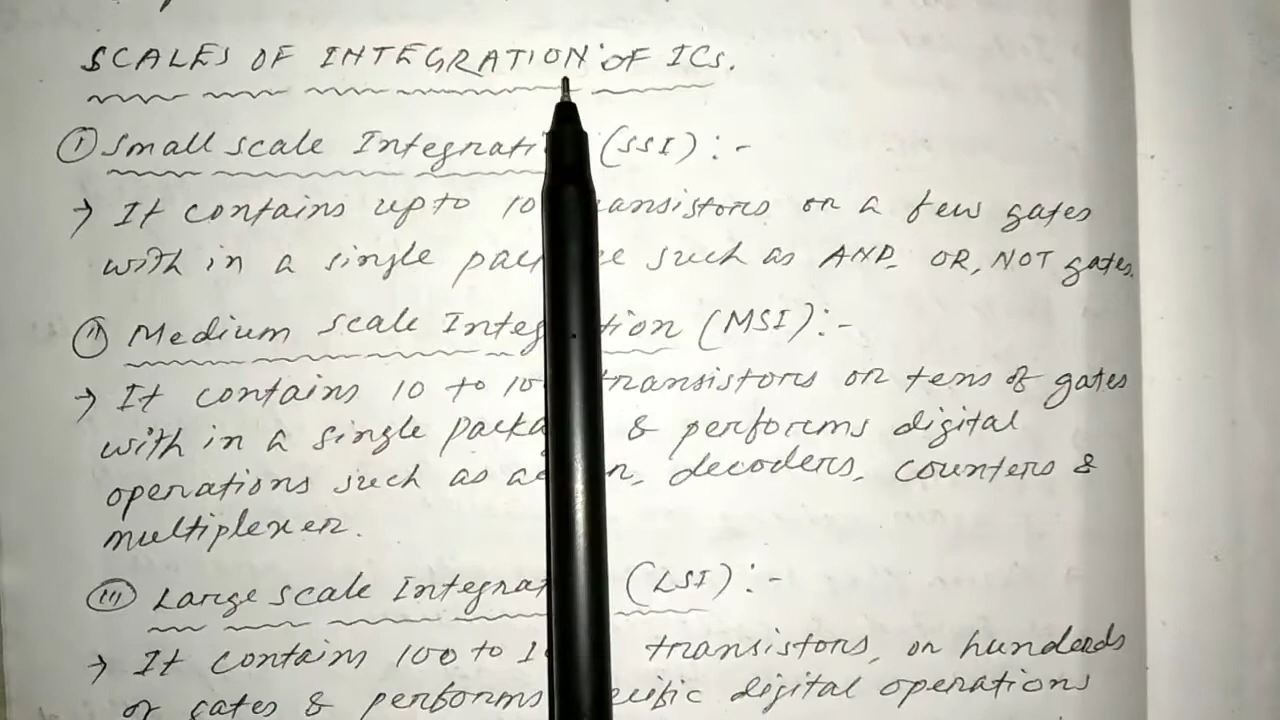 SCALES OF INTEGRATION OF ICs.
(i) Small scale Integrati (SSI) :-
→ It contains upto 10 ansistors or a few gates
with in a single pac e such as AND, OR, NOT gates.
(ii) Medium scale Integ tion (MSI) :-
→ It contains 10 to 10 transistors or tens of gates
with in a single packa & performs digital
operations such as ad r, decoders, counters &
multiplexer.
(iii) Large scale Integrat (LSI) :-
→ It contains 100 to 1 transistors, or hundreds
of gates & performs ecific digital operations